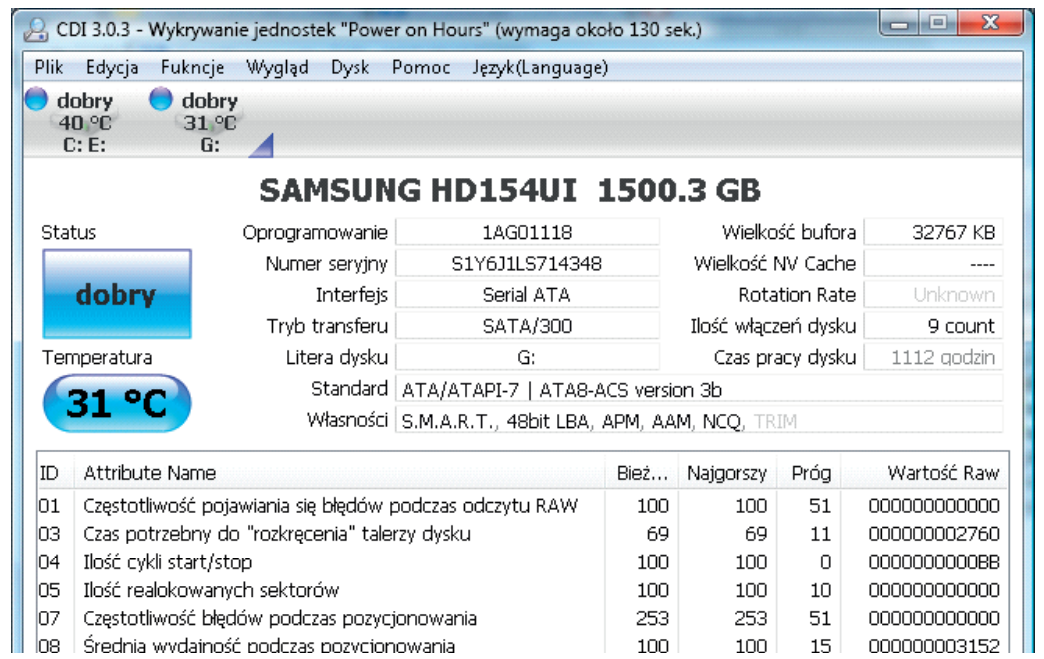 CDI 3.0.3 - Wykrywanie jednostek "Power on Hours" (wymaga około 130 sek.)
Plik Edycja Fukncje Wygląd Dysk Pomoc Język(Language)
dobry dobry
40 °C 31 °C
C: E: G:
SAMSUNG HD154UI 1500.3 GB
Status Oprogramowanie 1AG01118 Wielkość bufora 32767 KB
Numer seryjny S1Y6J1LS714348 Wielkość NV Cache ----
dobry Interfejs Serial ATA Rotation Rate Unknown
Tryb transferu SATA/300 Ilość włączeń dysku 9 count
Temperatura Litera dysku G: Czas pracy dysku 1112 godzin
31 °C Standard ATA/ATAPI-7 | ATA8-ACS version 3b
Własności S.M.A.R.T., 48bit LBA, APM, AAM, NCQ, TRIM
ID Attribute Name Bież... Najgorszy Próg Wartość Raw
01 Częstotliwość pojawiania się błędów podczas odczytu RAW 100 100 51 000000000000
03 Czas potrzebny do "rozkręcenia" talerzy dysku 69 69 11 000000002760
04 Ilość cykli start/stop 100 100 0 0000000000BB
05 Ilość realokowanych sektorów 100 100 10 000000000000
07 Częstotliwość błędów podczas pozycjonowania 253 253 51 000000000000
08 Średnia wydajność podczas pozycjonowania 100 100 15 000000003152